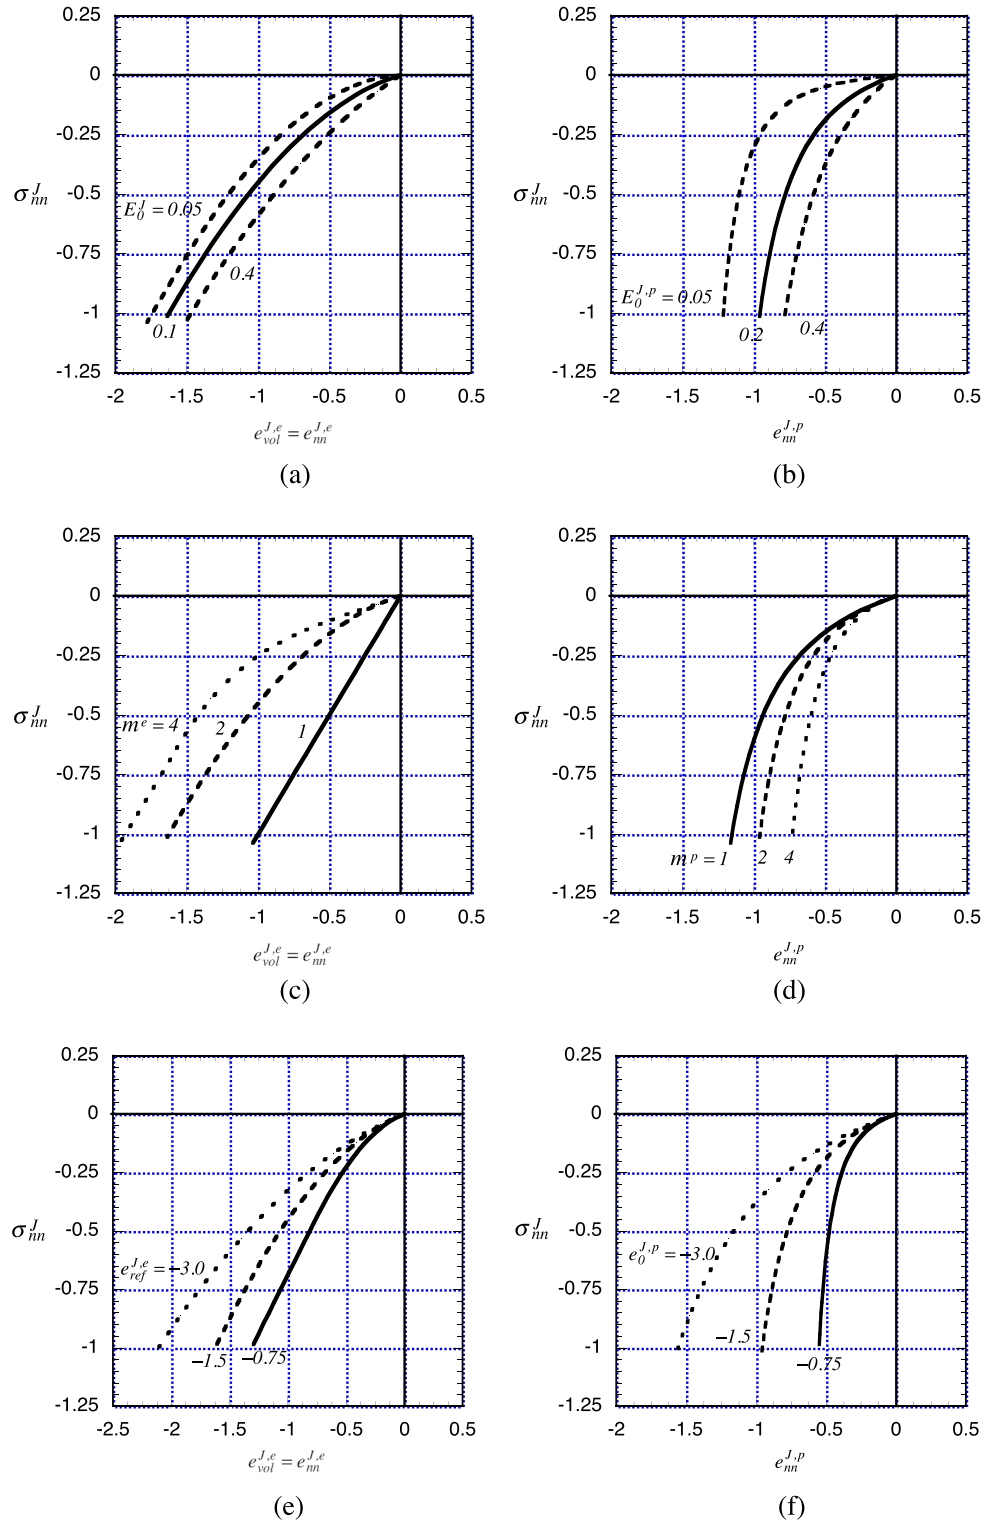 0.25
0
-0.25
-0.5
-0.75
-1
-1.25
σ^J_nn
E^J_0 = 0.05
0.4
0.1
-2 -1.5 -1 -0.5 0 0.5
e^{J,e}_vol = e^{J,e}_nn
(a)
0.25
0
-0.25
-0.5
-0.75
-1
-1.25
σ^J_nn
E^{J,p}_0 = 0.05
0.2
0.4
-2 -1.5 -1 -0.5 0 0.5
e^{J,p}_nn
(b)
0.25
0
-0.25
-0.5
-0.75
-1
-1.25
σ^J_nn
m^e = 4
2
1
-2 -1.5 -1 -0.5 0 0.5
e^{J,e}_vol = e^{J,e}_nn
(c)
0.25
0
-0.25
-0.5
-0.75
-1
-1.25
σ^J_nn
m^p = 1 2 4
-2 -1.5 -1 -0.5 0 0.5
e^{J,p}_nn
(d)
0.25
0
-0.25
-0.5
-0.75
-1
-1.25
σ^J_nn
e^{J,e}_ref = −3.0
−1.5 −0.75
-2.5 -2 -1.5 -1 -0.5 0 0.5
e^{J,e}_vol = e^{J,e}_nn
(e)
0.25
0
-0.25
-0.5
-0.75
-1
-1.25
σ^J_nn
e^{J,p}_0 = −3.0
−1.5
−0.75
-2 -1.5 -1 -0.5 0 0.5
e^{J,p}_nn
(f)